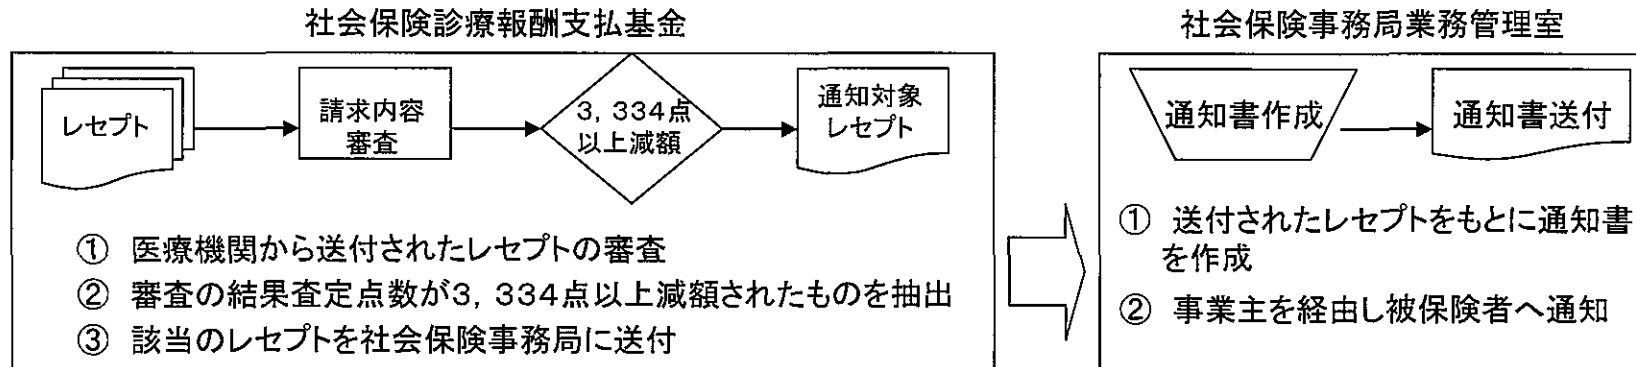 社会保険診療報酬支払基金
レセプト
請求内容
審査
3，334点
以上減額
通知対象
レセプト
① 医療機関から送付されたレセプトの審査
② 審査の結果査定点数が3，334点以上減額されたものを抽出
③ 該当のレセプトを社会保険事務局に送付
社会保険事務局業務管理室
通知書作成
通知書送付
① 送付されたレセプトをもとに通知書
を作成
② 事業主を経由し被保険者へ通知